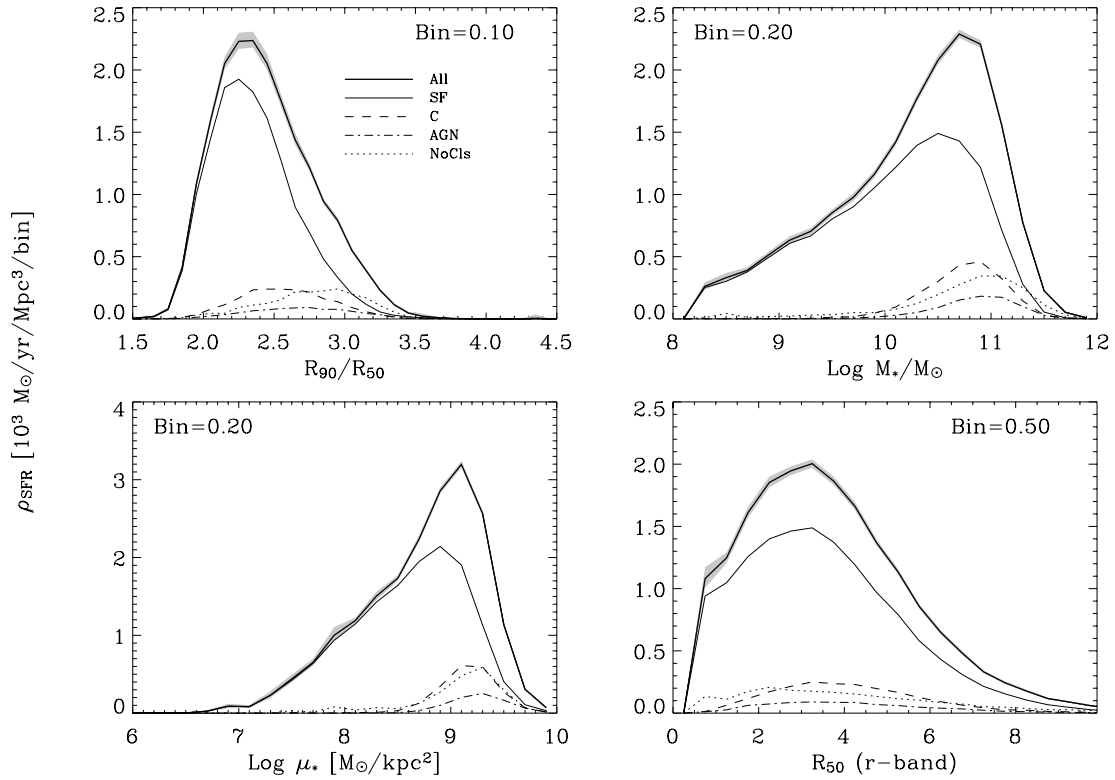 2.5
2.0
1.5
1.0
0.5
0.0
1.5 2.0 2.5 3.0 3.5 4.0 4.5
R90/R50
Bin=0.10
All
SF
C
AGN
NoCls
2.5
2.0
1.5
1.0
0.5
0.0
8 9 10 11 12
Log M*/M⊙
Bin=0.20
ρSFR [10³ M⊙/yr/Mpc³/bin]
4
3
2
1
0
6 7 8 9 10
Log μ* [M⊙/kpc²]
Bin=0.20
2.5
2.0
1.5
1.0
0.5
0.0
0 2 4 6 8
R50 (r-band)
Bin=0.50